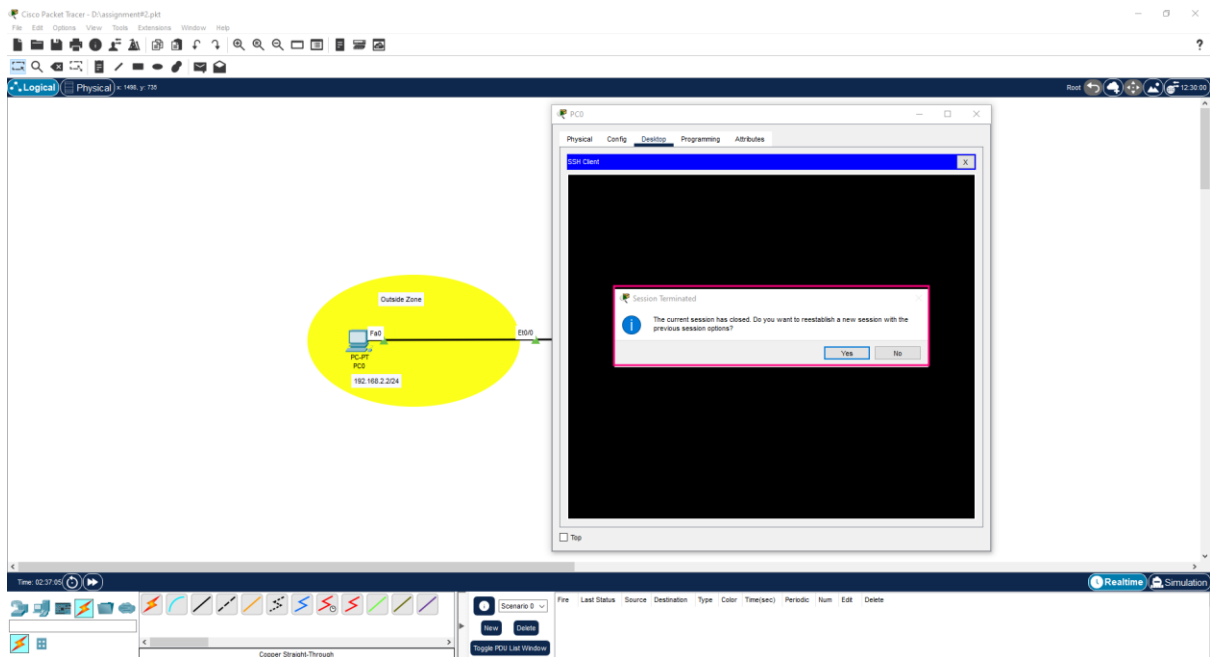 Cisco Packet Tracer - D:\assignment#2.pkt
File Edit Options View Tools Extensions Window Help
?
Logical Physical x: 1498, y: 735 Root 12:30:00
PC0
Physical Config Desktop Programming Attributes
SSH Client X
Session Terminated
The current session has closed. Do you want to reestablish a new session with the
previous session options?
Yes No
Outside Zone
Fa0 Et0/0
PC-PT
PC0
192.168.2.2/24
Top
Time: 02:37:05 Realtime Simulation
Scenario 0 Fire Last Status Source Destination Type Color Time(sec) Periodic Num Edit Delete
New Delete
Toggle PDU List Window
Copper Straight-Through